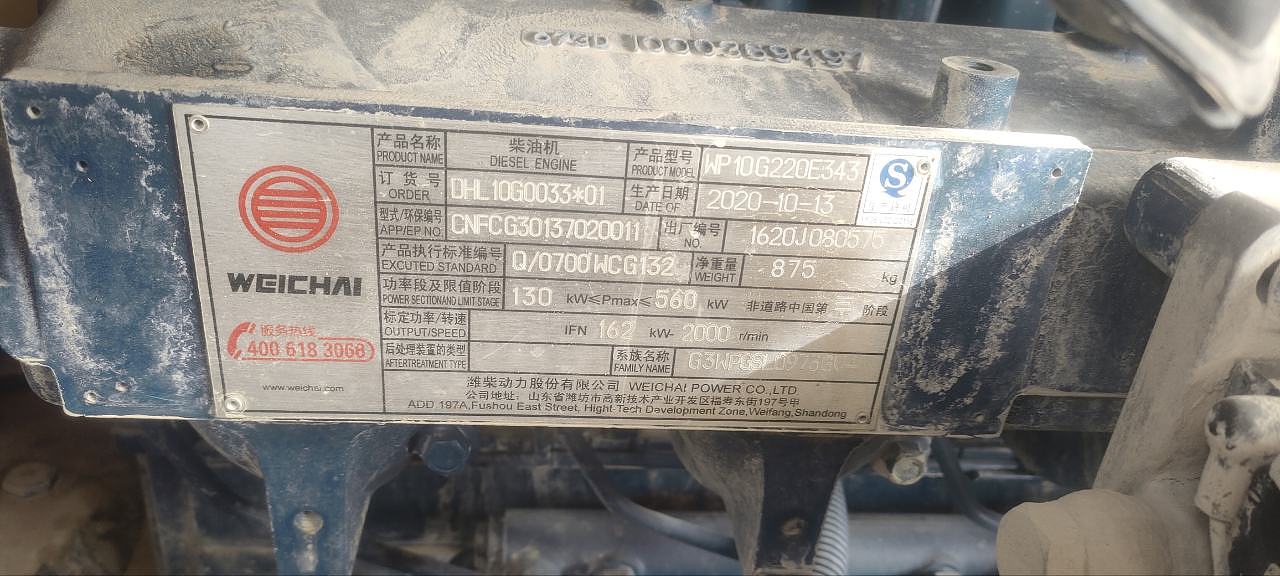 1000369497
产品名称 PRODUCT NAME 柴油机 DIESEL ENGINE 产品型号 PRODUCT MODEL WP10G220E343
订货号 ORDER DHL10G0033*01 生产日期 DATE OF 2020-10-13
型式/环保编号 APP/EP NO CNFCG30137020011 出厂编号 NO. 1620J080575
产品执行标准编号 EXCUTED STANDARD Q/0700WCG132 净重量 WEIGHT 875 kg
功率段及限值阶段 POWER SECTIONAND LIMIT STAGE 130 kW≤Pmax≤560 kW 非道路中国第三阶段
标定功率/转速 OUTPUT/SPEED IFN 162 kW- 2000 r/min
后处理装置的类型 AFTERTREATMENT TYPE 系族名称 FAMILY NAME
WEICHAI
服务热线
400 618 3068
www.weichai.com
潍柴动力股份有限公司 WEICHAI POWER CO.,LTD
公司地址: 山东省潍坊市高新技术产业开发区福寿东街197号甲
ADD 197A,Fushou East Street, Hight-Tech Development Zone,Weifang,Shandong